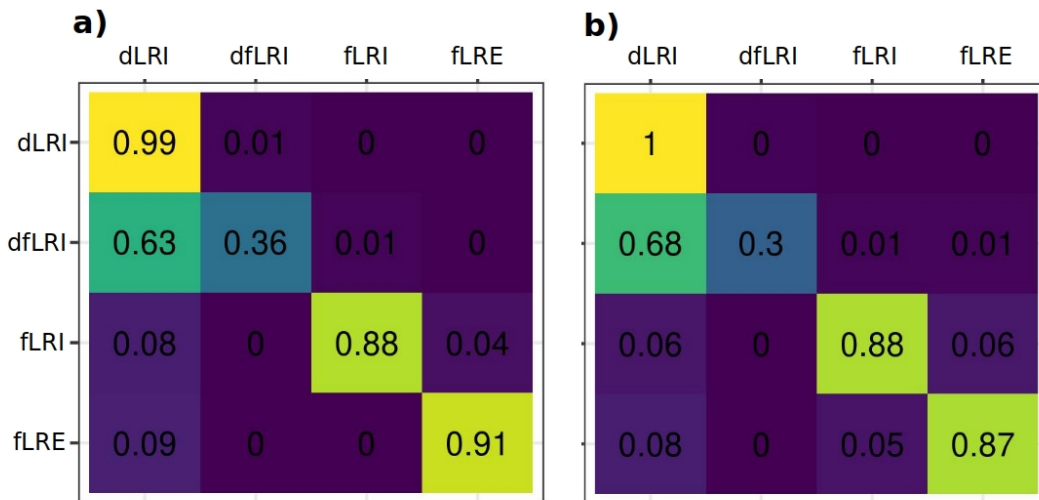 a)
dLRI dfLRI fLRI fLRE
dLRI 0.99 0.01 0 0
dfLRI 0.63 0.36 0.01 0
fLRI 0.08 0 0.88 0.04
fLRE 0.09 0 0 0.91
b)
dLRI dfLRI fLRI fLRE
1 0 0 0
0.68 0.3 0.01 0.01
0.06 0 0.88 0.06
0.08 0 0.05 0.87